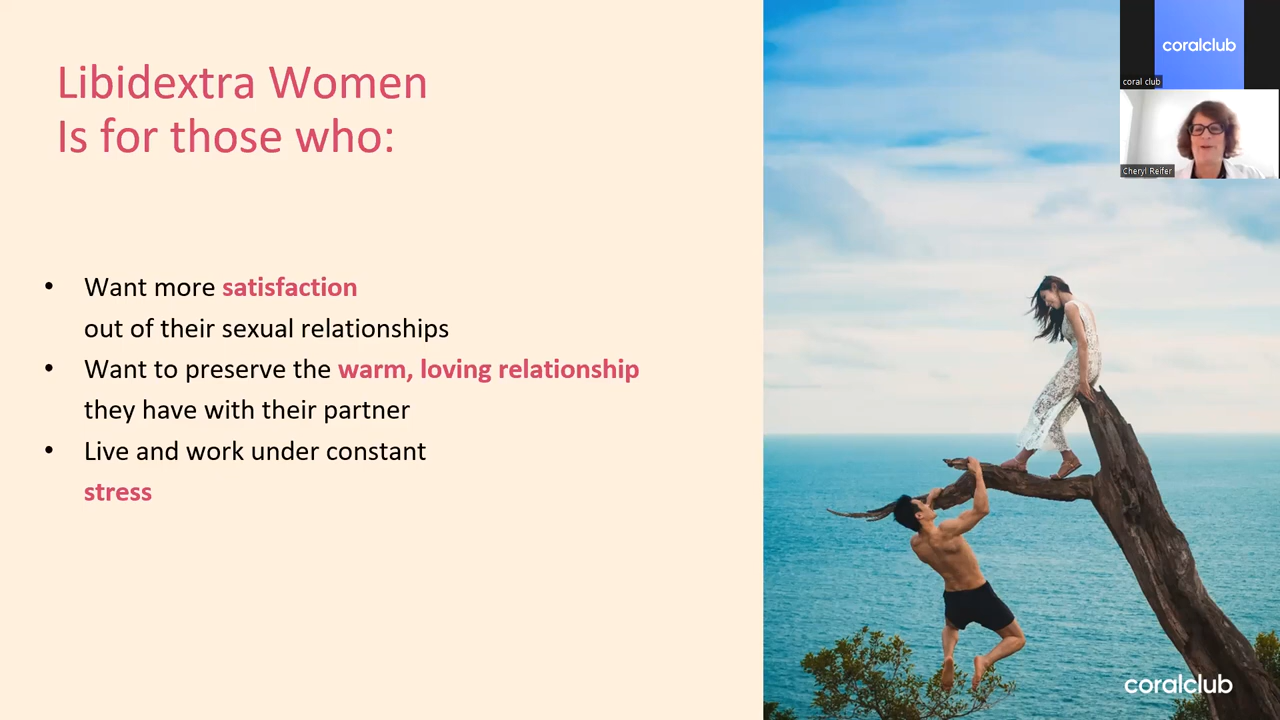 Libidextra Women
Is for those who:
• Want more satisfaction
out of their sexual relationships
• Want to preserve the warm, loving relationship
they have with their partner
• Live and work under constant
stress
coralclub
coral club
Cheryl Reifer
coralclub